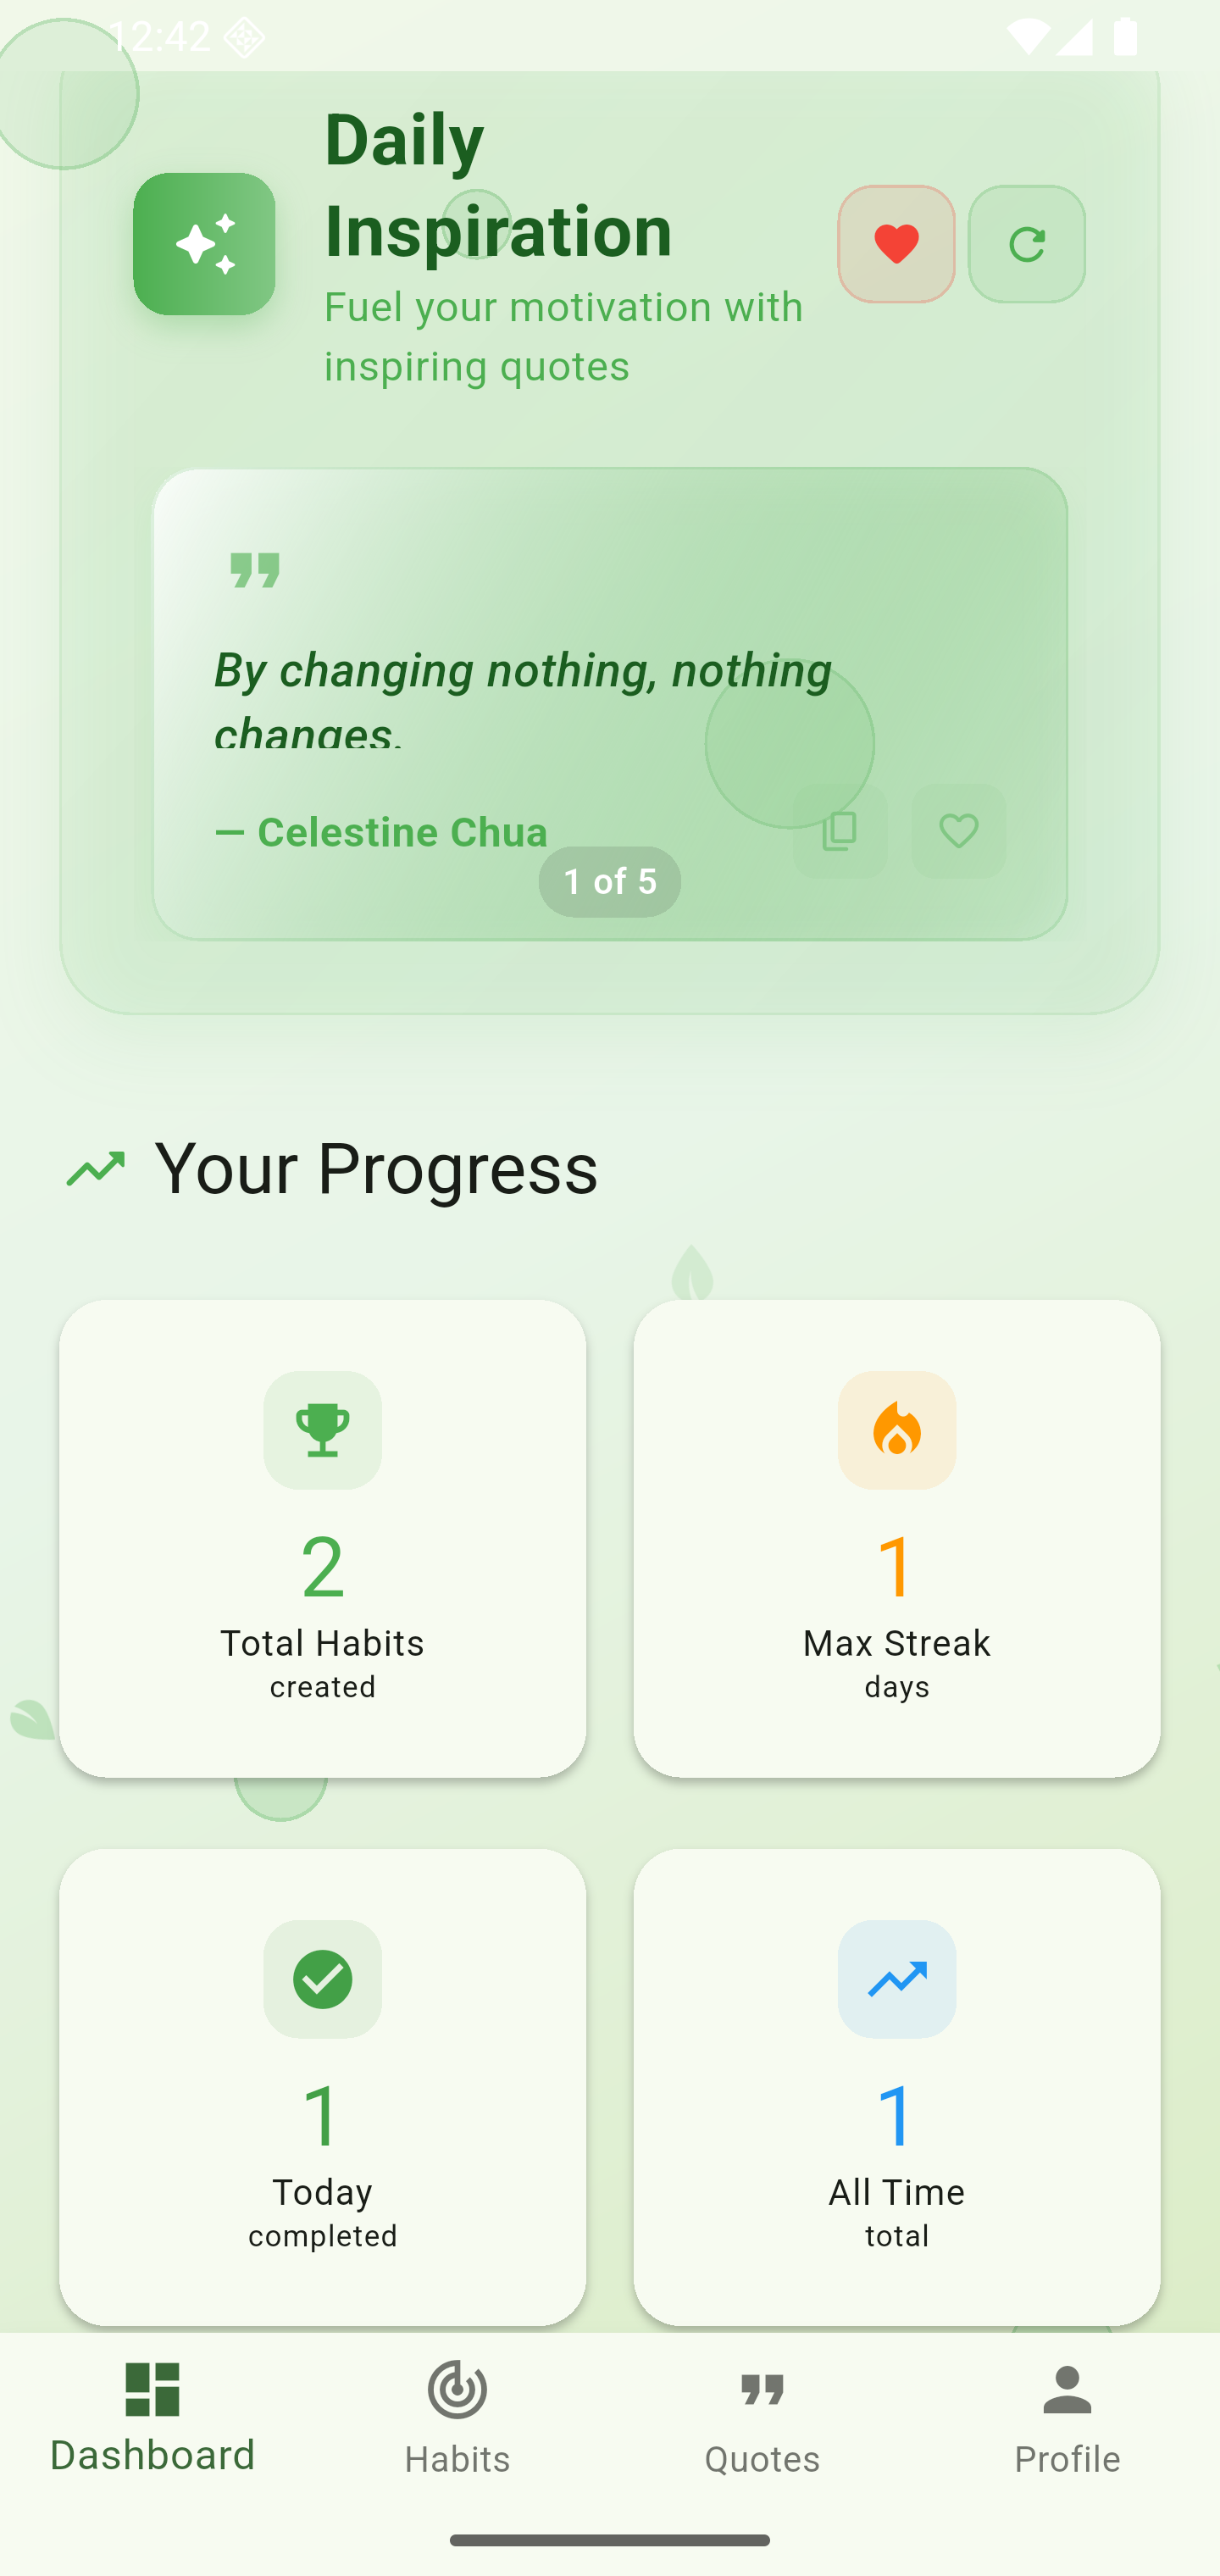 12:42
Daily
Inspiration
Fuel your motivation with
inspiring quotes
By changing nothing, nothing
changes.
— Celestine Chua
1 of 5
Your Progress
2
Total Habits
created
1
Max Streak
days
1
Today
completed
1
All Time
total
Dashboard
Habits
Quotes
Profile